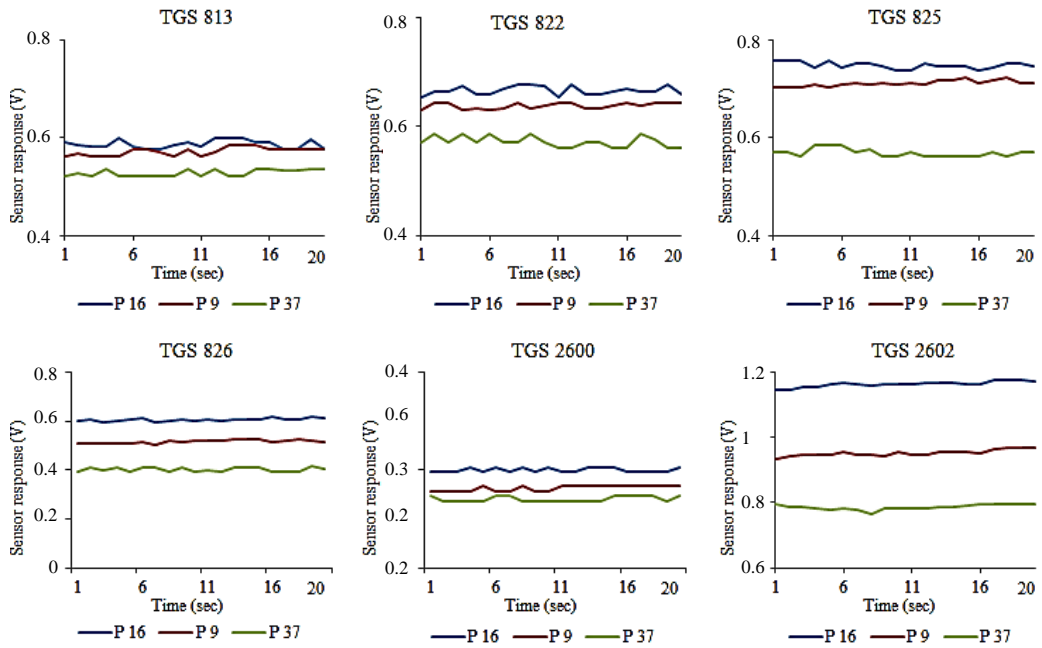 TGS 813
0.8
0.6
0.4
Sensor response (V)
1 6 11 16 20
Time (sec)
P 16 P 9 P 37
TGS 822
0.8
0.6
0.4
Sensor response (V)
1 6 11 16 20
Time (sec)
P 16 P 9 P 37
TGS 825
0.8
0.6
0.4
Sensor response (V)
1 6 11 16 20
Time (sec)
P 16 P 9 P 37
TGS 826
0.8
0.6
0.4
0.2
0
Sensor response (V)
1 6 11 16 20
Time (sec)
P 16 P 9 P 37
TGS 2600
0.4
0.6
0.3
0.2
0.2
Sensor response (V)
1 6 11 16 20
Time (sec)
P 16 P 9 P 37
TGS 2602
1.2
1
0.8
0.6
Sensor response (V)
1 6 11 16 20
Time (sec)
P 16 P 9 P 37